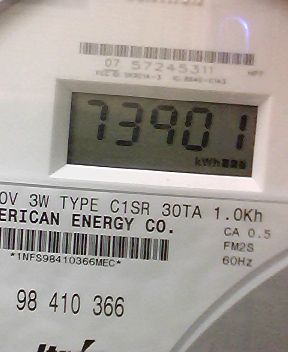 07 57245311
73901
kWh
0V 3W TYPE C1SR 30TA 1.0Kh
ERICAN ENERGY CO.
CA 0.5
FM2S
*1NFS98410366MEC*
60Hz
98 410 366